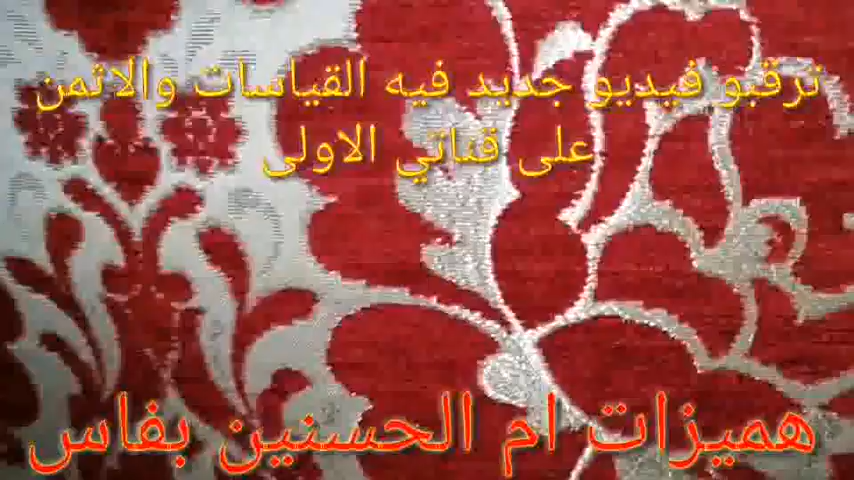 ترقبو فيديو جديد فيه القياسات والاثمن
على قناتي الاولى
هميزات ام الحسنين بفاس